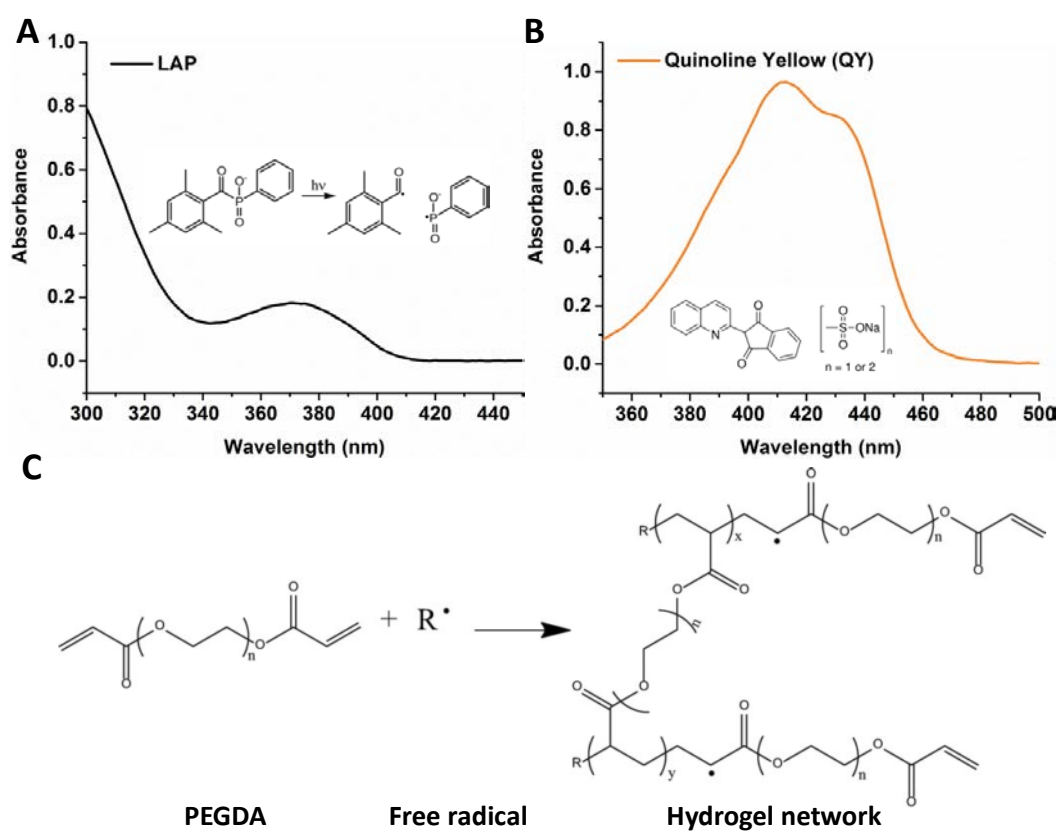 A
LAP
1.0
0.8
0.6
0.4
0.2
0.0
Absorbance
300
320
340
360
380
400
420
440
Wavelength (nm)
O
O⁻
P
O
hν
O
O⁻
P
O
B
Quinoline Yellow (QY)
1.0
0.8
0.6
0.4
0.2
0.0
Absorbance
360
380
400
420
440
460
480
500
Wavelength (nm)
N
O
O
O
S
ONa
O
n
n = 1 or 2
C
O
O
n
O
O
+ R•
R
x
O
O
n
O
O
O
O
n
O
O
R
y
O
O
n
O
O
PEGDA
Free radical
Hydrogel network